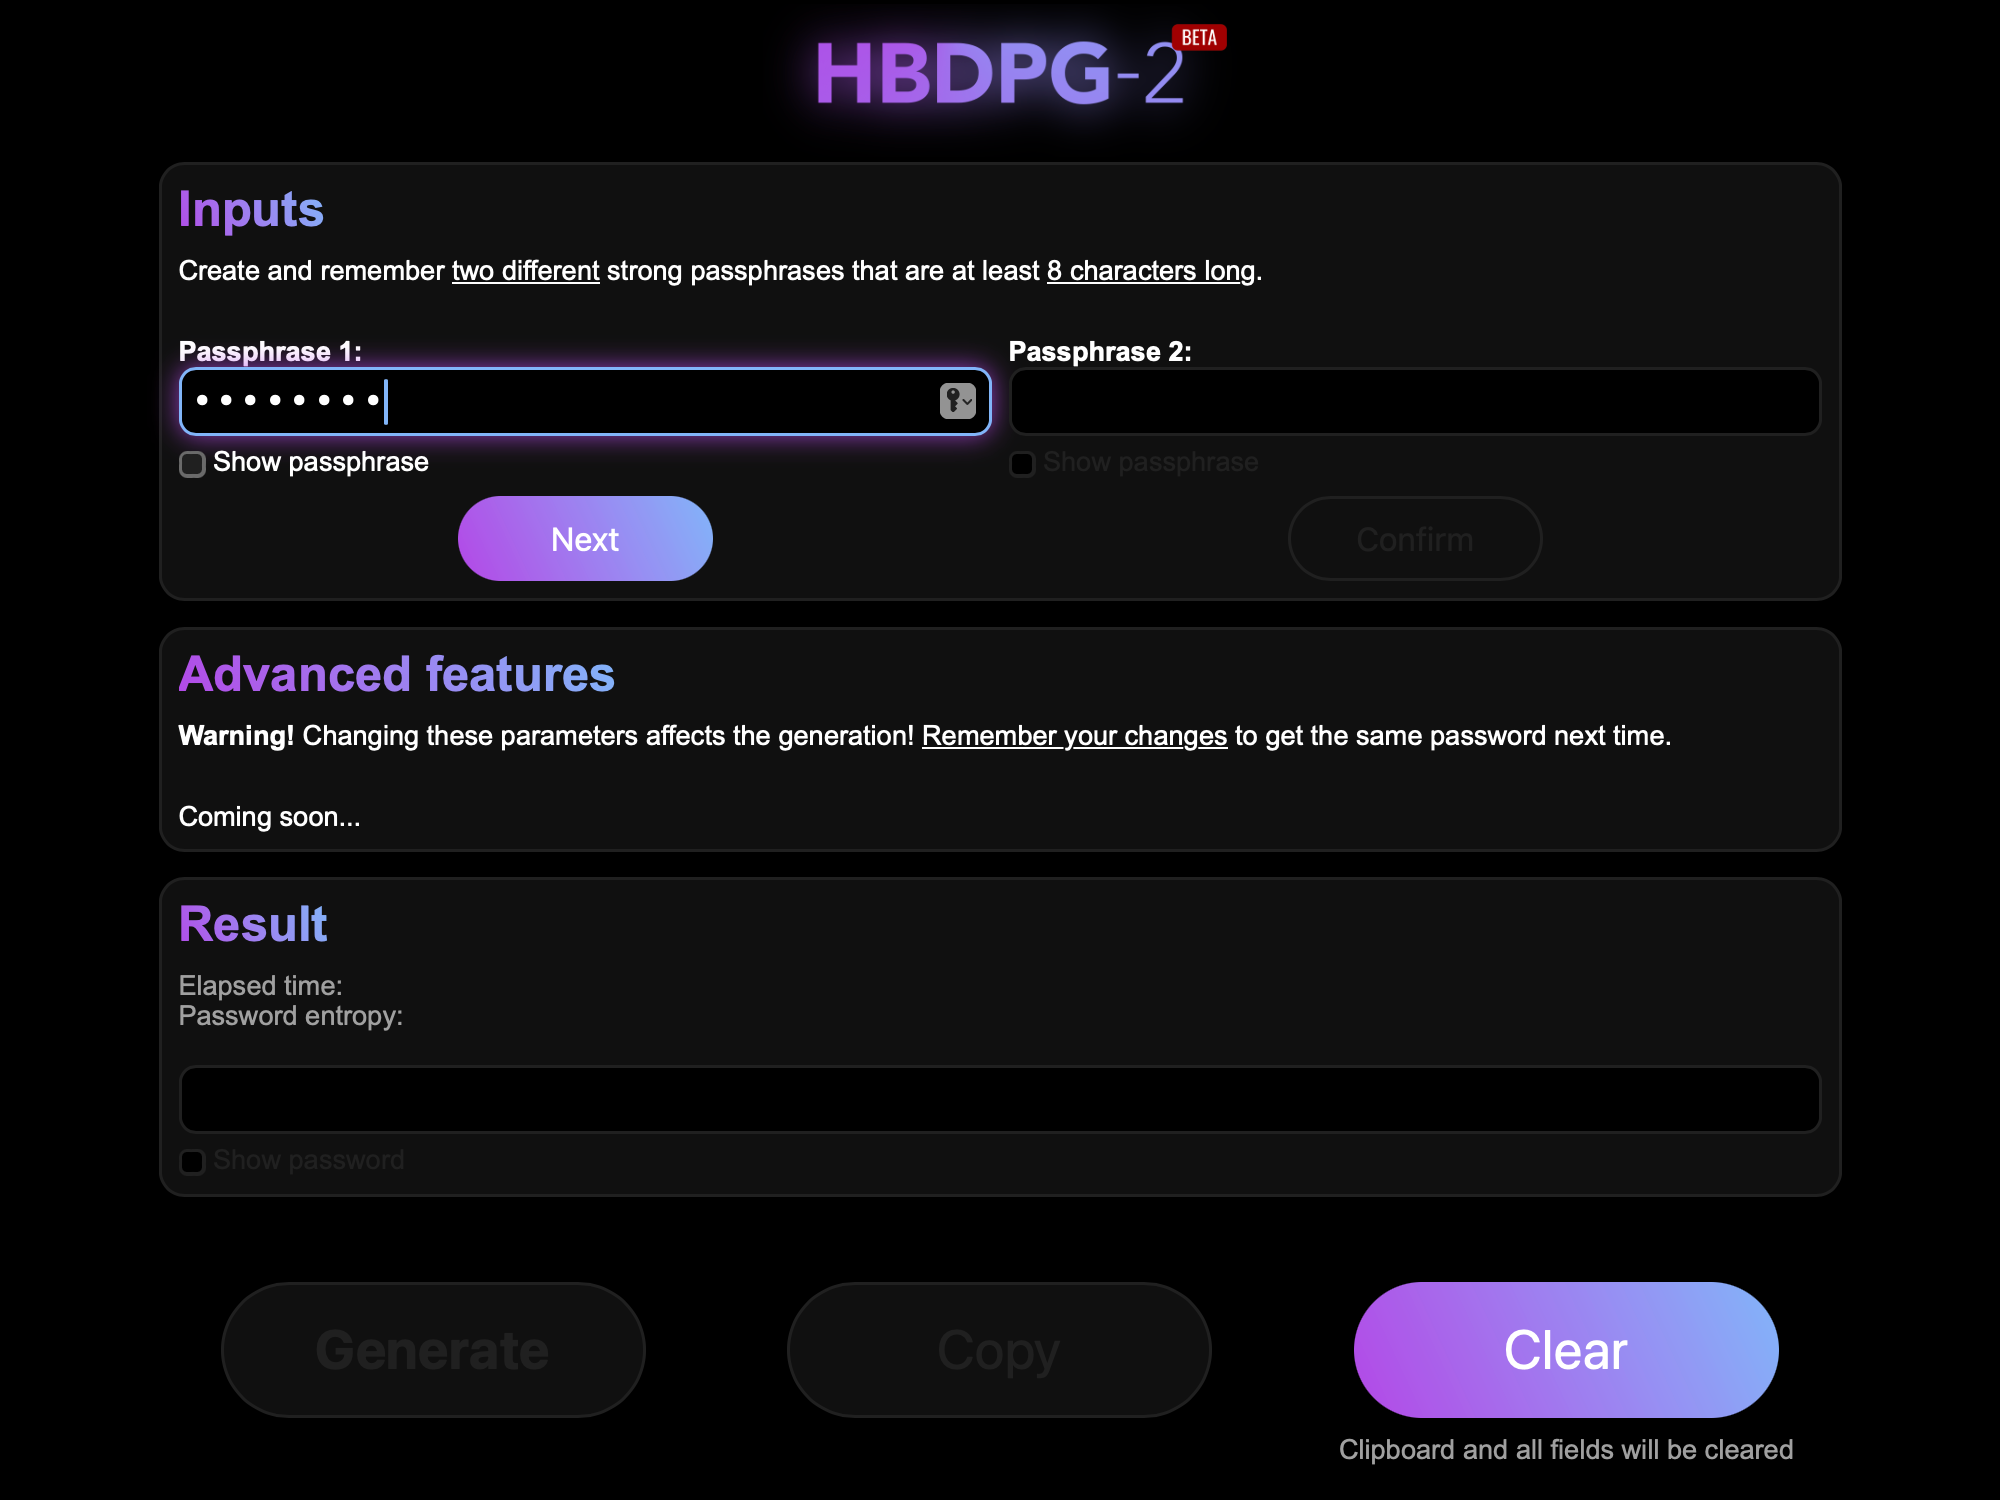 HBDPG-2 BETA
Inputs
Create and remember two different strong passphrases that are at least 8 characters long.
Passphrase 1:
Passphrase 2:
••••••••
Show passphrase
Show passphrase
Next
Confirm
Advanced features
Warning! Changing these parameters affects the generation! Remember your changes to get the same password next time.
Coming soon...
Result
Elapsed time:
Password entropy:
Show password
Generate
Copy
Clear
Clipboard and all fields will be cleared